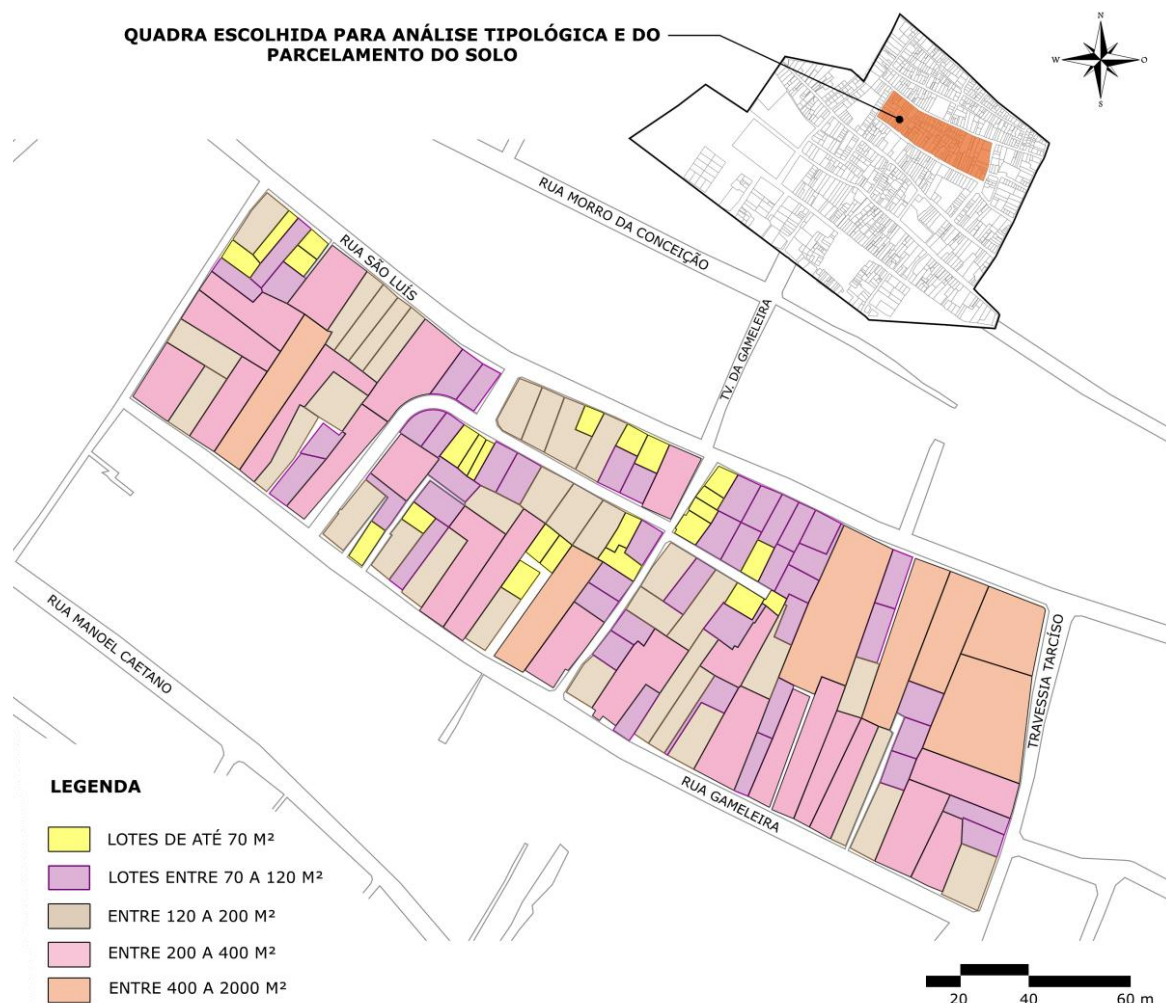 QUADRA ESCOLHIDA PARA ANÁLISE TIPOLÓGICA E DO
PARCELAMENTO DO SOLO
N
W
O
S
RUA MORRO DA CONCEIÇÃO
RUA SÃO LUÍS
TV. DA GAMELEIRA
RUA MANOEL CAETANO
TRAVESSIA TARCÍSO
RUA GAMELEIRA
LEGENDA
LOTES DE ATÉ 70 M²
LOTES ENTRE 70 A 120 M²
ENTRE 120 A 200 M²
ENTRE 200 A 400 M²
ENTRE 400 A 2000 M²
20 40 60 m